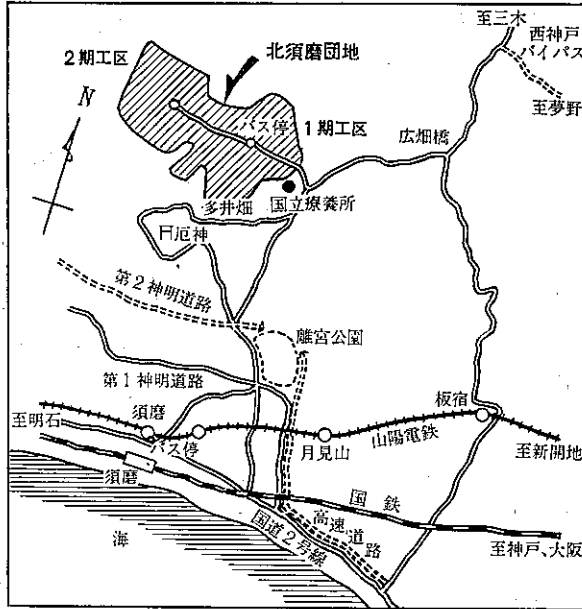 至三木
西神戸
バイパス
至夢野
2期工区
北須磨団地
N
バス停
1期工区
広畑橋
多井畑
国立療養所
厄神
第2神明道路
離宮公園
第1神明道路
板宿
至明石
須磨
バス停
月見山
山陽電鉄
至新開地
須磨
国鉄
高速道路
国道2号線
至神戸、大阪
海